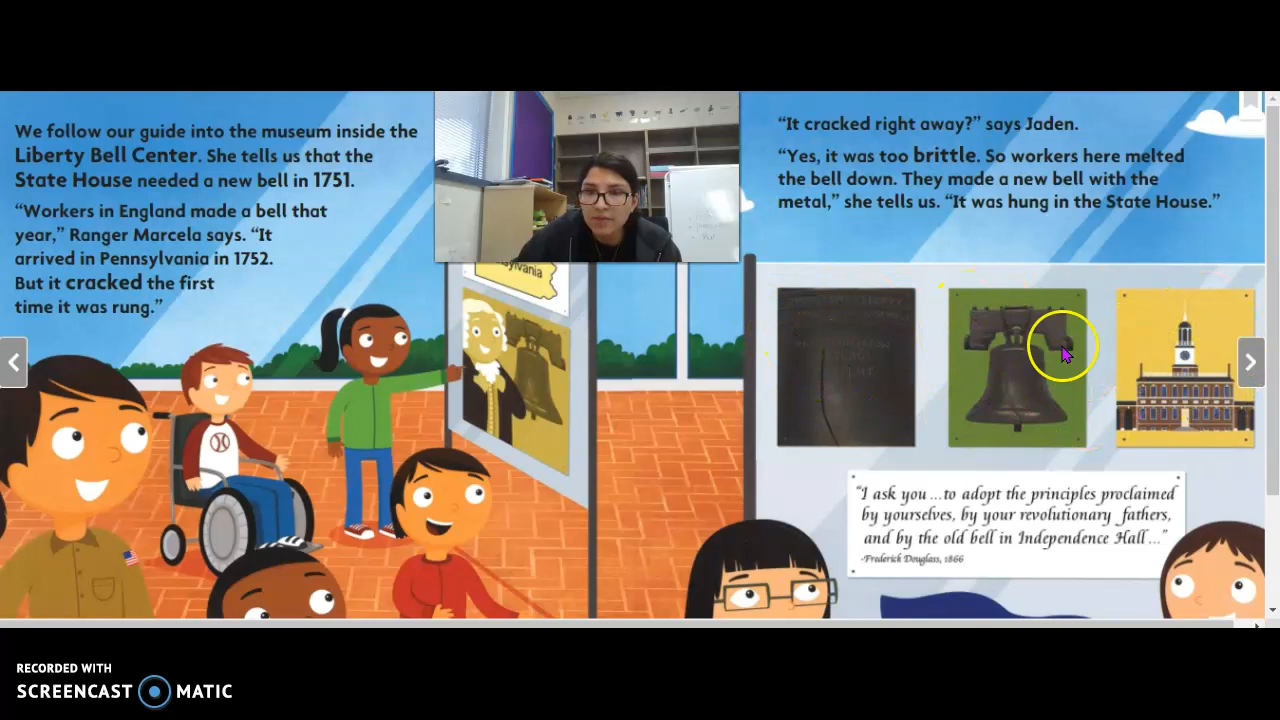 We follow our guide into the museum inside the
Liberty Bell Center. She tells us that the
State House needed a new bell in 1751.
“Workers in England made a bell that
year,” Ranger Marcela says. “It
arrived in Pennsylvania in 1752.
But it cracked the first
time it was rung.”
“It cracked right away?” says Jaden.
“Yes, it was too brittle. So workers here melted
the bell down. They made a new bell with the
metal,” she tells us. “It was hung in the State House.”
“I ask you ...to adopt the principles proclaimed
by yourselves, by your revolutionary fathers,
and by the old bell in Independence Hall ...”
-Frederick Douglass, 1866
RECORDED WITH
SCREENCAST MATIC